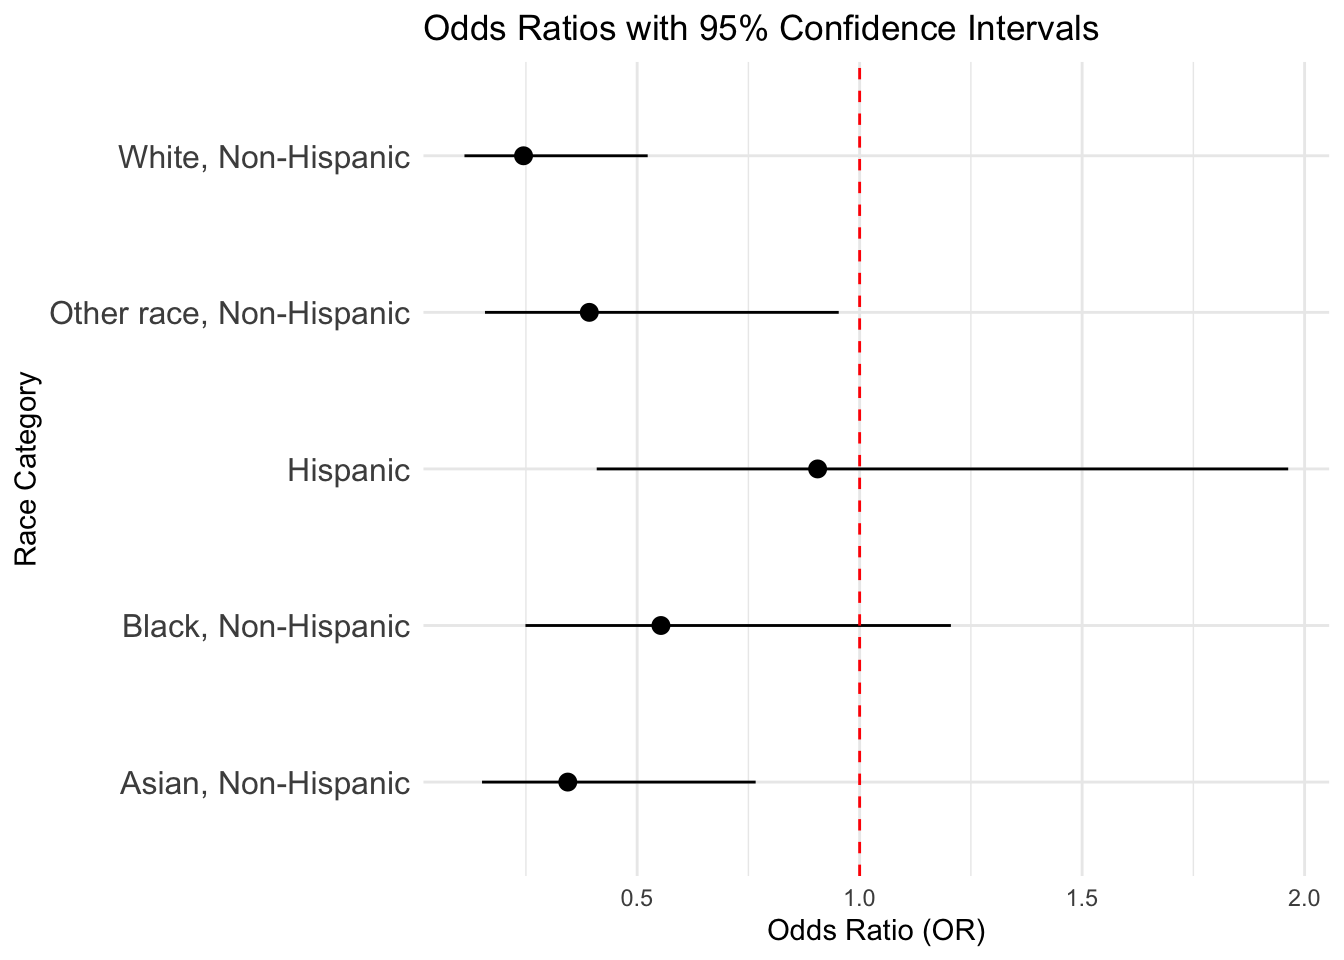 Odds Ratios with 95% Confidence Intervals
White, Non-Hispanic
Other race, Non-Hispanic
Hispanic
Black, Non-Hispanic
Asian, Non-Hispanic
Race Category
0.5 1.0 1.5 2.0
Odds Ratio (OR)